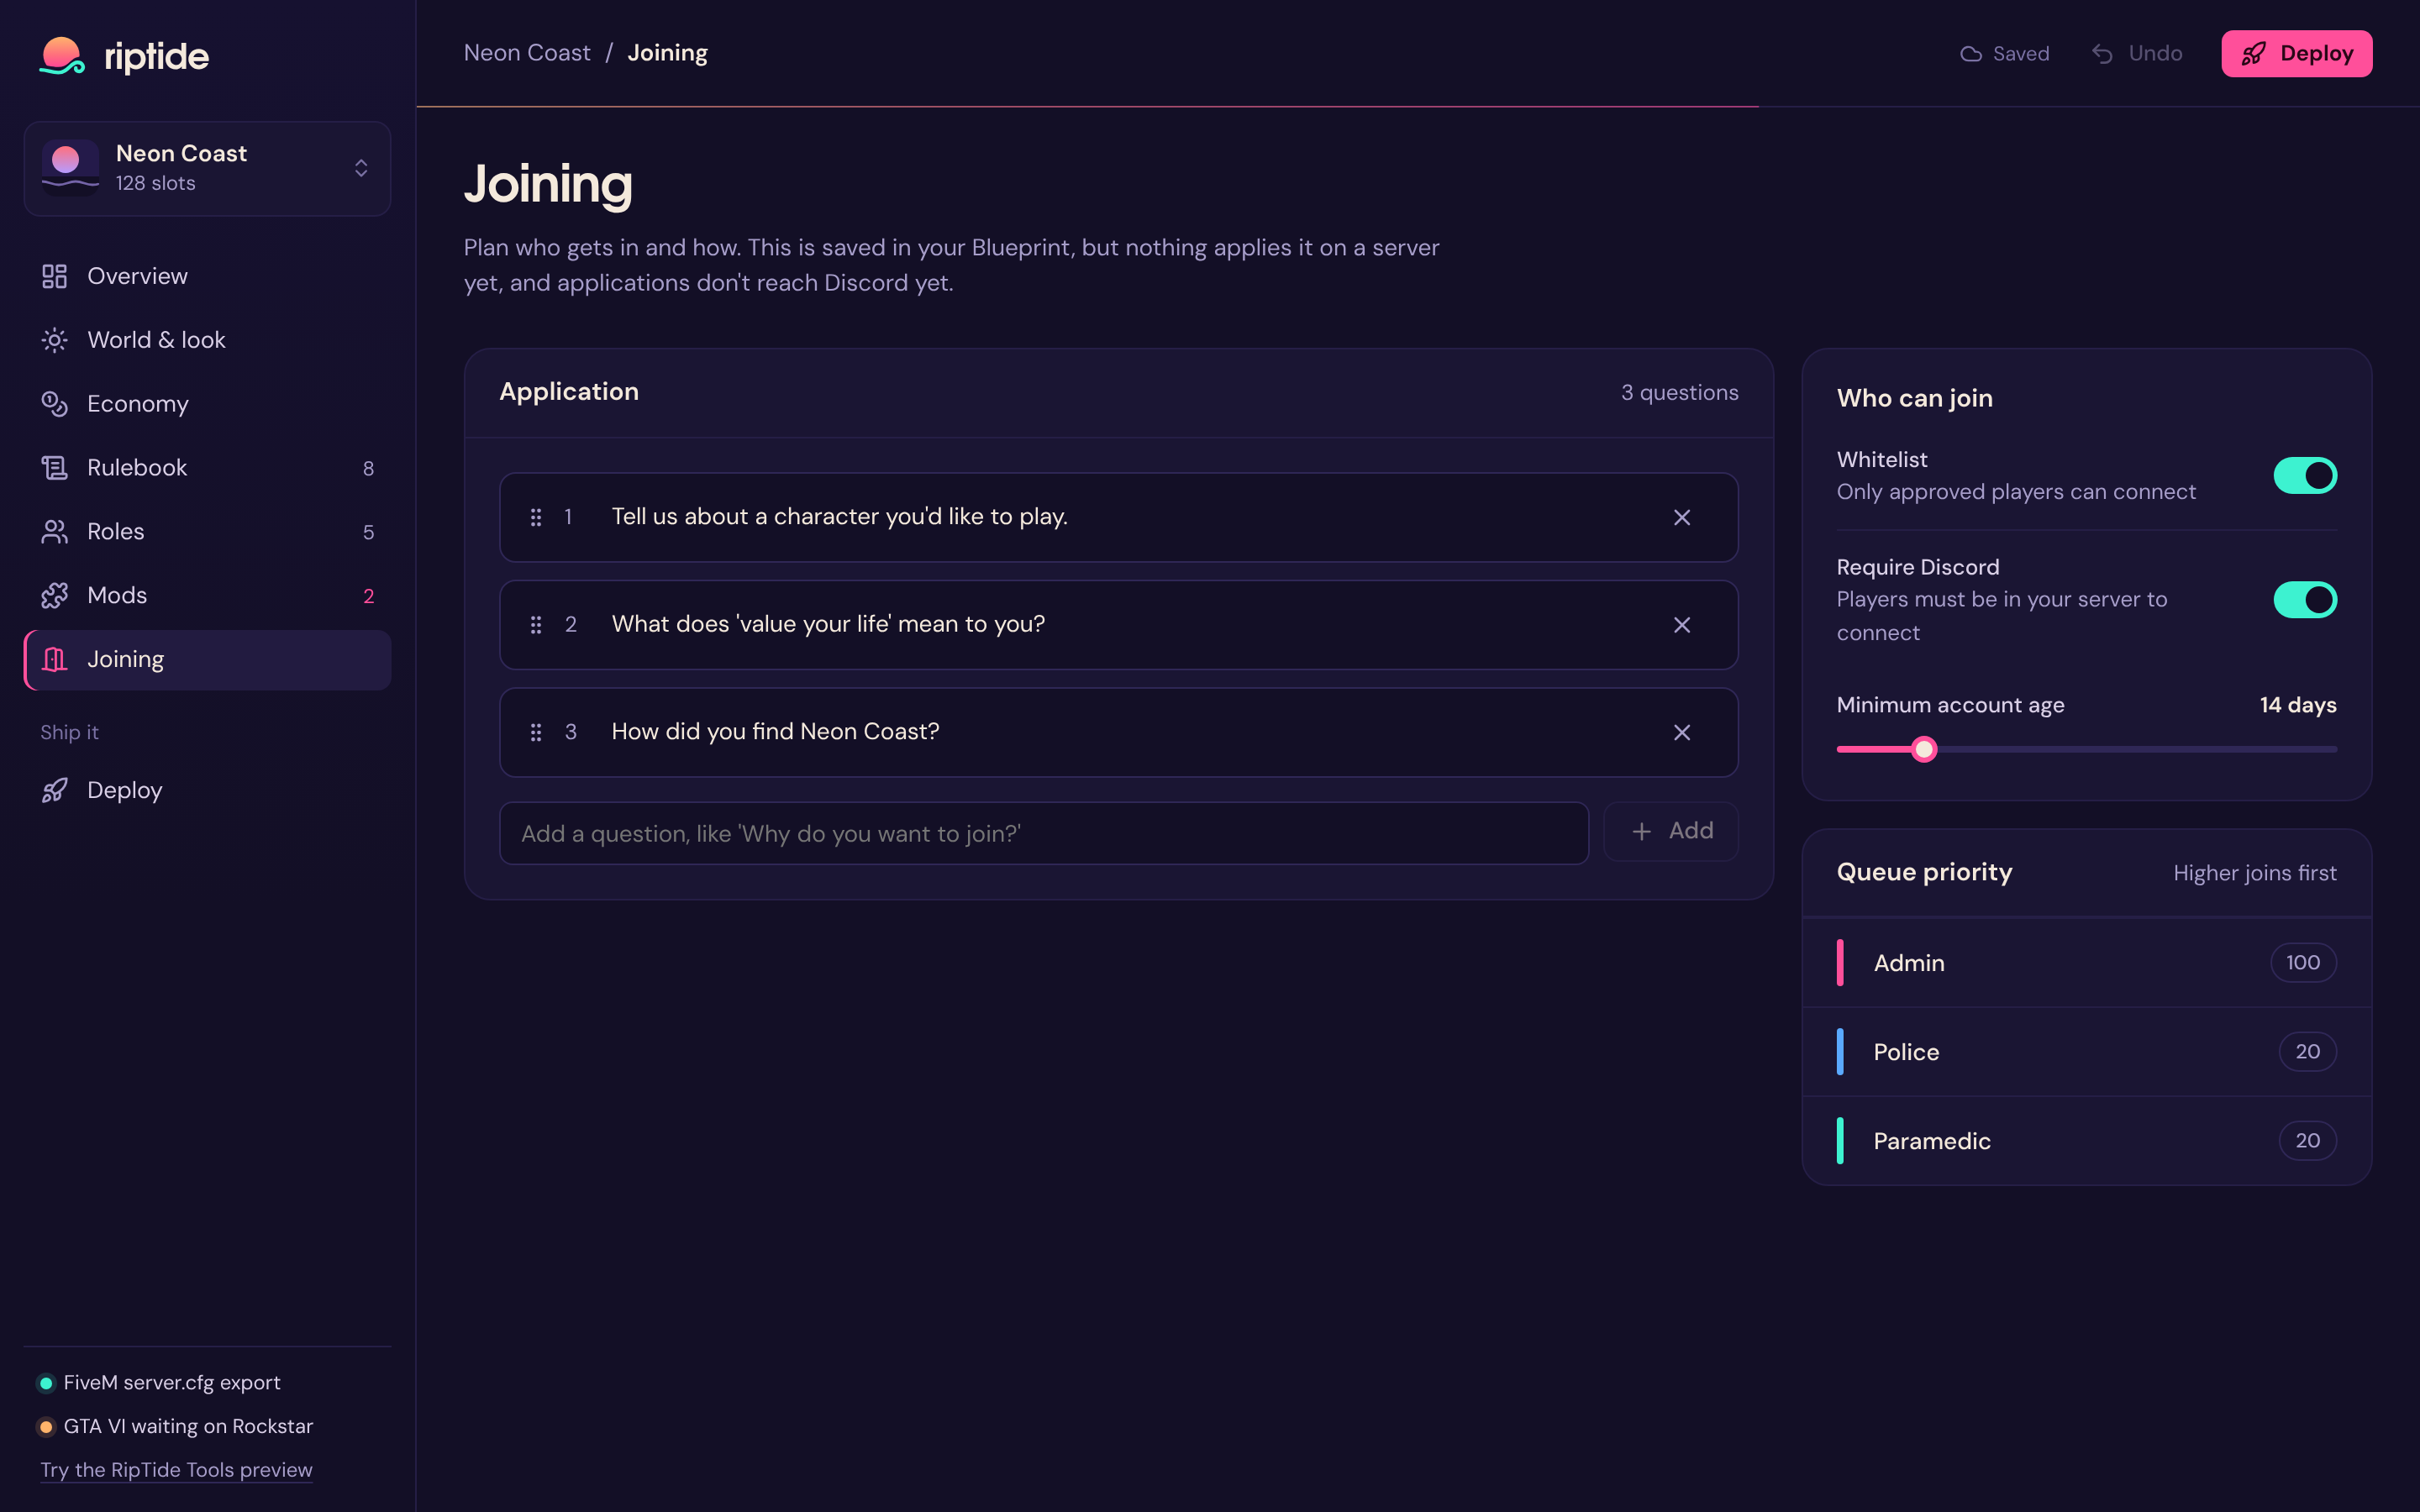 riptide
Neon Coast
128 slots
Overview
World & look
Economy
Rulebook 8
Roles 5
Mods 2
Joining
Ship it
Deploy
FiveM server.cfg export
GTA VI waiting on Rockstar
Try the RipTide Tools preview
Neon Coast / Joining
Saved
Undo
Deploy
Joining
Plan who gets in and how. This is saved in your Blueprint, but nothing applies it on a server
yet, and applications don't reach Discord yet.
Application 3 questions
1 Tell us about a character you'd like to play.
2 What does 'value your life' mean to you?
3 How did you find Neon Coast?
Add a question, like 'Why do you want to join?'
Add
Who can join
Whitelist
Only approved players can connect
Require Discord
Players must be in your server to
connect
Minimum account age 14 days
Queue priority Higher joins first
Admin 100
Police 20
Paramedic 20